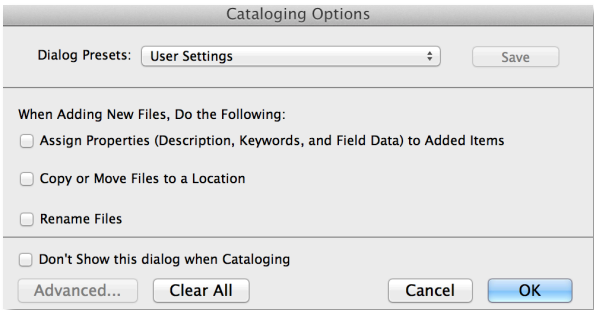 Cataloging Options
Dialog Presets: User Settings Save
When Adding New Files, Do the Following:
Assign Properties (Description, Keywords, and Field Data) to Added Items
Copy or Move Files to a Location
Rename Files
Don't Show this dialog when Cataloging
Advanced... Clear All Cancel OK